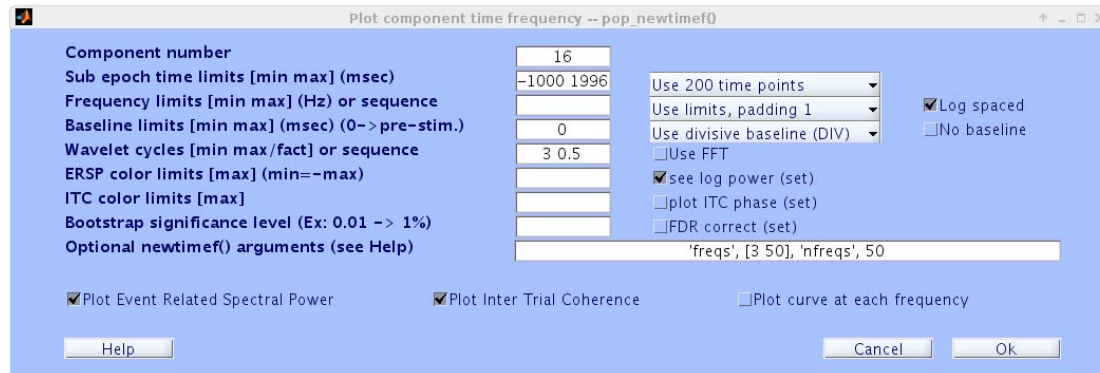 Plot component time frequency -- pop_newtimef()
Component number 16
Sub epoch time limits [min max] (msec) -1000 1996 Use 200 time points
Frequency limits [min max] (Hz) or sequence Use limits, padding 1 Log spaced
Baseline limits [min max] (msec) (0->pre-stim.) 0 Use divisive baseline (DIV) No baseline
Wavelet cycles [min max/fact] or sequence 3 0.5 Use FFT
ERSP color limits [max] (min=-max) see log power (set)
ITC color limits [max] plot ITC phase (set)
Bootstrap significance level (Ex: 0.01 -> 1%) FDR correct (set)
Optional newtimef() arguments (see Help) 'freqs', [3 50], 'nfreqs', 50
Plot Event Related Spectral Power Plot Inter Trial Coherence Plot curve at each frequency
Help Cancel Ok